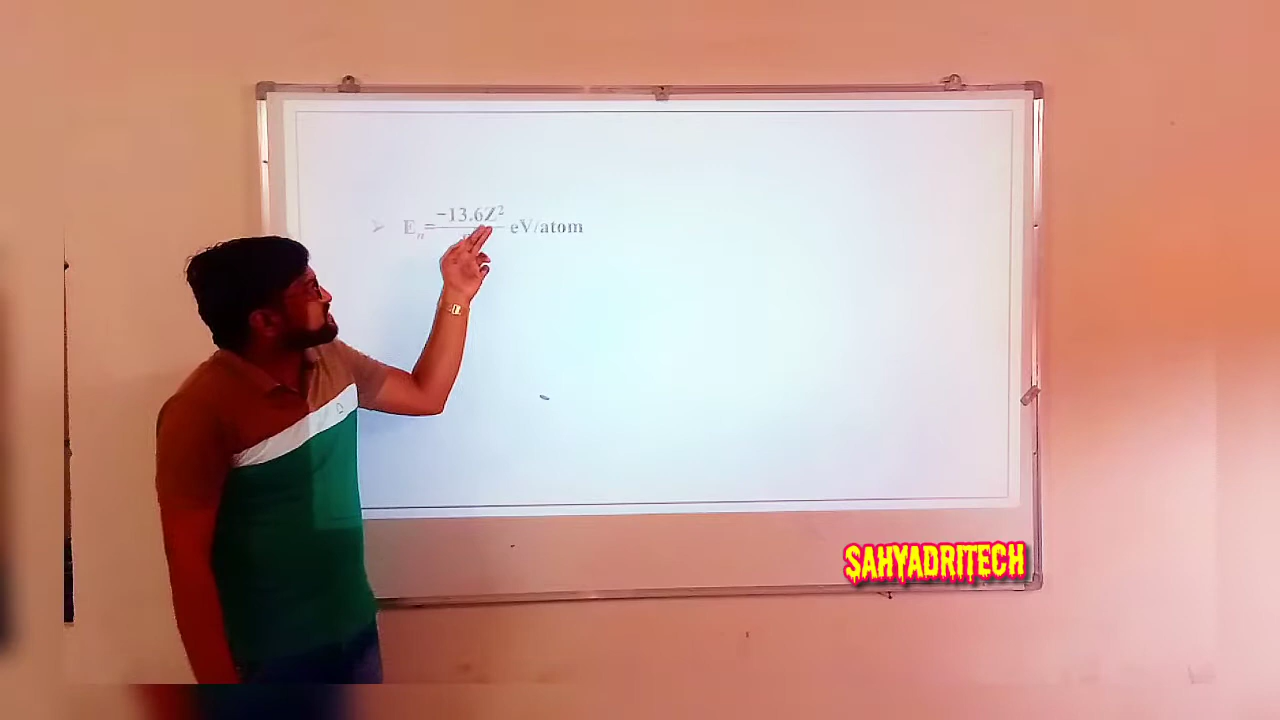 ➢ Eₙ = −13.6Z² eV/atom
SAHYADRITECH